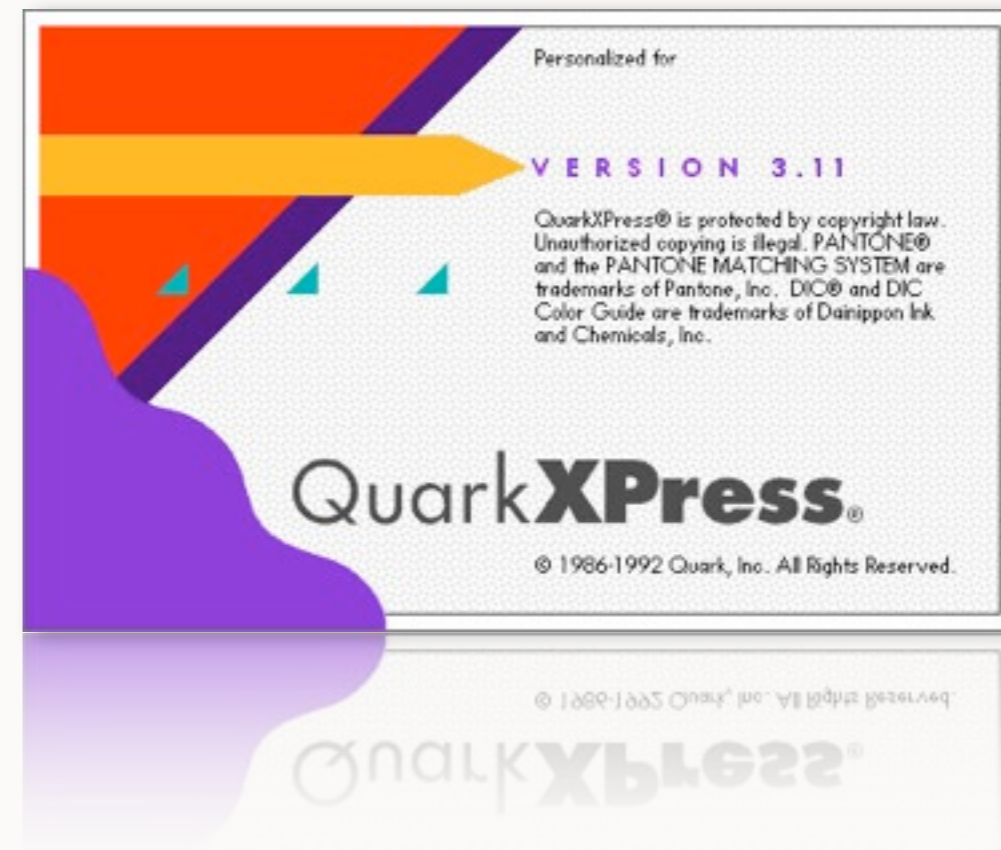 Personalized for
VERSION 3.11
QuarkXPress® is protected by copyright law.
Unauthorized copying is illegal. PANTONE®
and the PANTONE MATCHING SYSTEM are
trademarks of Pantone, Inc. DIC® and DIC
Color Guide are trademarks of Dainippon Ink
and Chemicals, Inc.
QuarkXPress®
© 1986-1992 Quark, Inc. All Rights Reserved.